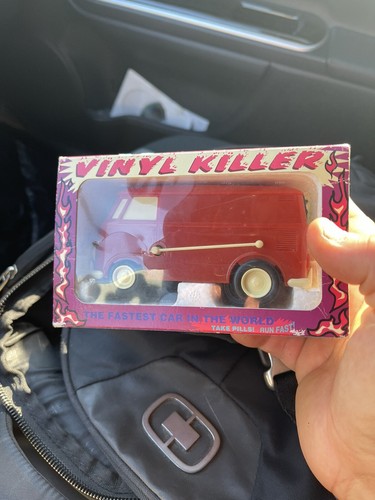 VINYL KILLER
THE FASTEST CAR IN THE WORLD
TAKE PILLS! RUN FAST!